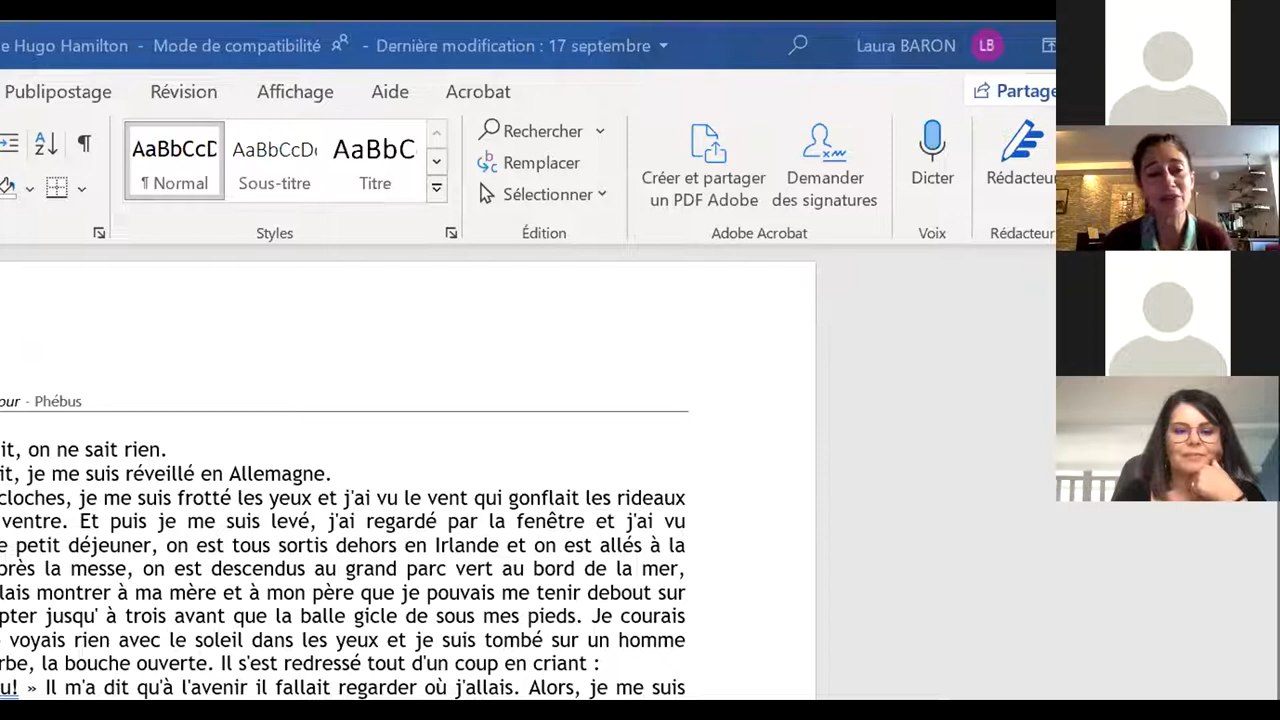 e Hugo Hamilton - Mode de compatibilité - Dernière modification : 17 septembre
Laura BARON LB
Publipostage Révision Affichage Aide Acrobat
Partage
AaBbCcD AaBbCcDc AaBbC
¶ Normal Sous-titre Titre
Rechercher
Remplacer
Sélectionner
Créer et partager
un PDF Adobe
Demander
des signatures
Dicter
Rédacteur
Styles Édition Adobe Acrobat Voix Rédacteur
our - Phébus
it, on ne sait rien.
it, je me suis réveillé en Allemagne.
cloches, je me suis frotté les yeux et j'ai vu le vent qui gonflait les rideaux
ventre. Et puis je me suis levé, j'ai regardé par la fenêtre et j'ai vu
e petit déjeuner, on est tous sortis dehors en Irlande et on est allés à la
près la messe, on est descendus au grand parc vert au bord de la mer,
lais montrer à ma mère et à mon père que je pouvais me tenir debout sur
pter jusqu' à trois avant que la balle gicle de sous mes pieds. Je courais
voyais rien avec le soleil dans les yeux et je suis tombé sur un homme
rbe, la bouche ouverte. Il s'est redressé tout d'un coup en criant :
u! » Il m'a dit qu'à l'avenir il fallait regarder où j'allais. Alors, je me suis